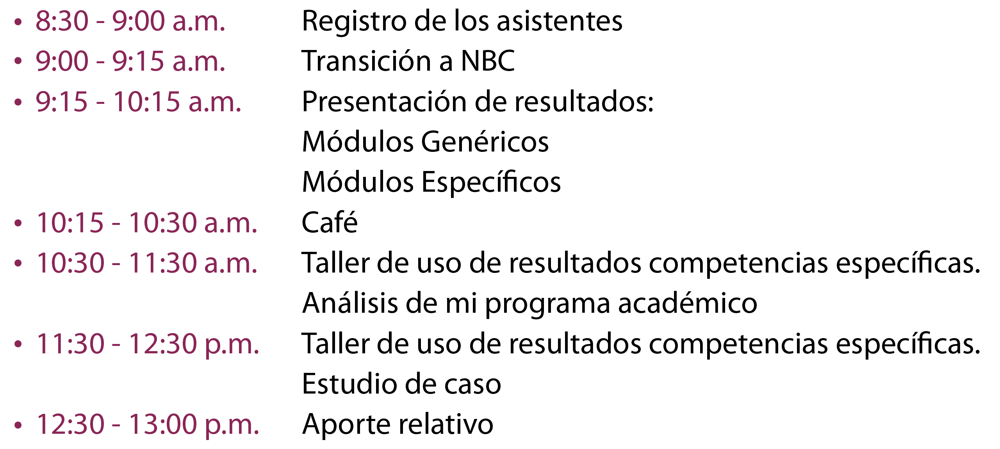 • 8:30 - 9:00 a.m. Registro de los asistentes
• 9:00 - 9:15 a.m. Transición a NBC
• 9:15 - 10:15 a.m. Presentación de resultados:
Módulos Genéricos
Módulos Específicos
• 10:15 - 10:30 a.m. Café
• 10:30 - 11:30 a.m. Taller de uso de resultados competencias específicas.
Análisis de mi programa académico
• 11:30 - 12:30 p.m. Taller de uso de resultados competencias específicas.
Estudio de caso
• 12:30 - 13:00 p.m. Aporte relativo